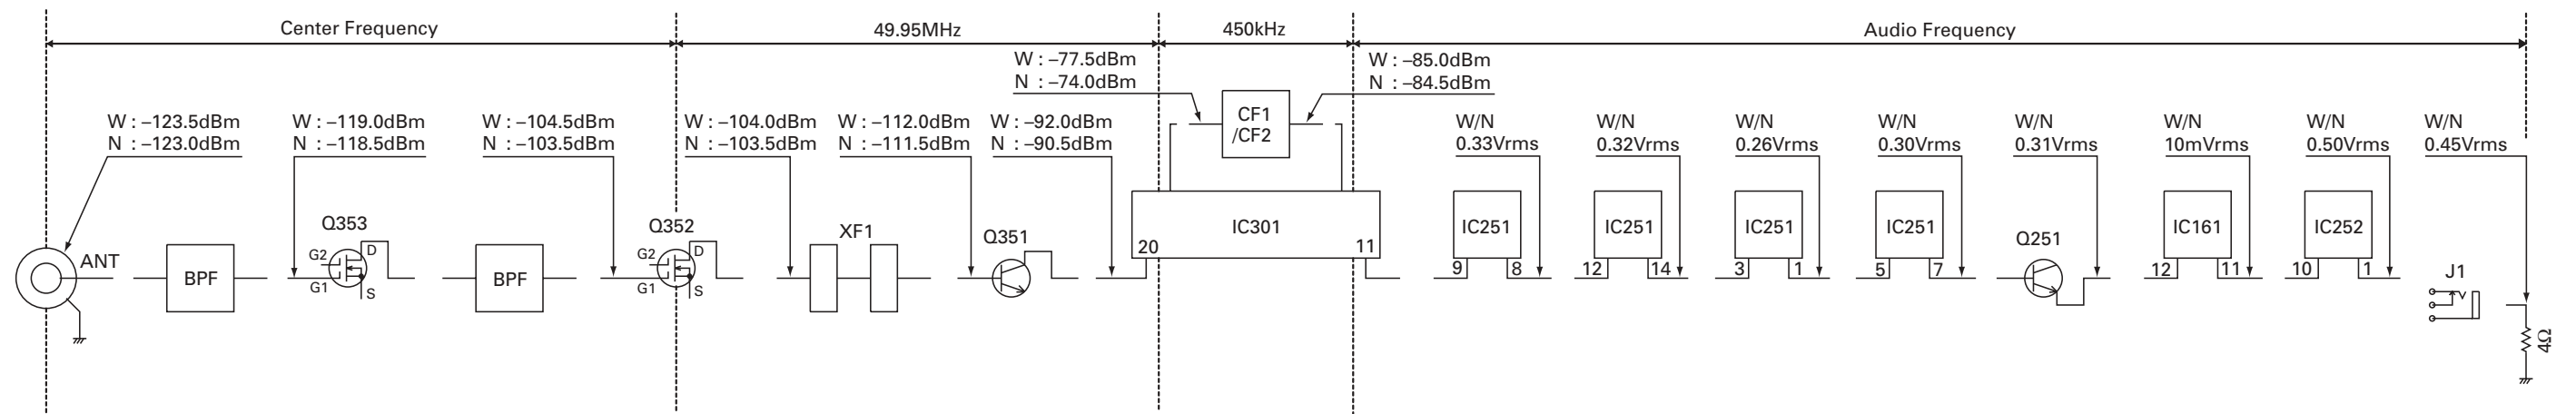 Center Frequency
49.95MHz
450kHz
Audio Frequency
W : –77.5dBm
N : –74.0dBm
W : –85.0dBm
N : –84.5dBm
CF1
/CF2
W : –123.5dBm
N : –123.0dBm
W : –119.0dBm
N : –118.5dBm
W : –104.5dBm
N : –103.5dBm
W : –104.0dBm
N : –103.5dBm
W : –112.0dBm
N : –111.5dBm
W : –92.0dBm
N : –90.5dBm
W/N
0.33Vrms
W/N
0.32Vrms
W/N
0.26Vrms
W/N
0.30Vrms
W/N
0.31Vrms
W/N
10mVrms
W/N
0.50Vrms
W/N
0.45Vrms
ANT
BPF
Q353
G2
D
G1
S
BPF
Q352
G2
D
G1
S
XF1
Q351
IC301
20
11
IC251
9
8
IC251
12
14
IC251
3
1
IC251
5
7
Q251
IC161
12
11
IC252
10
1
J1
4Ω